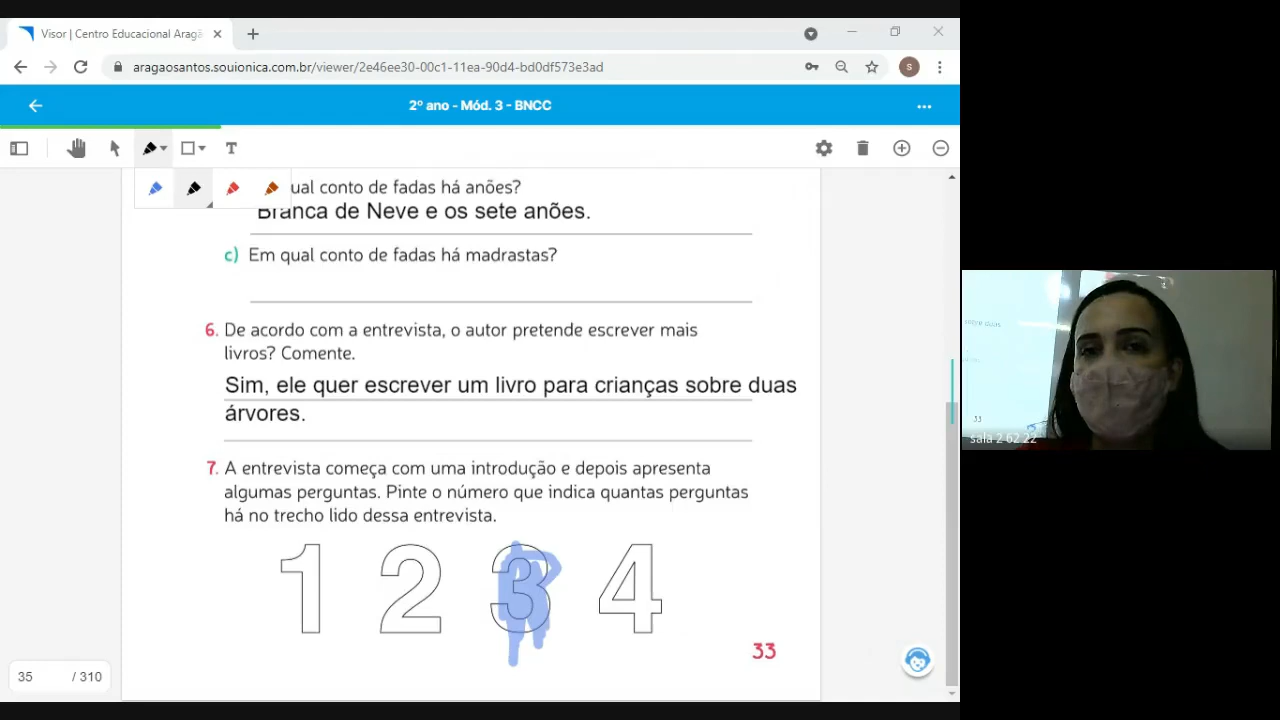 Visor | Centro Educacional Aragã
aragaosantos.souionica.com.br/viewer/2e46ee30-00c1-11ea-90d4-bd0df573e3ad
s
2º ano - Mód. 3 - BNCC
T
ual conto de fadas há anões?
Branca de Neve e os sete anões.
c) Em qual conto de fadas há madrastas?
6. De acordo com a entrevista, o autor pretende escrever mais
livros? Comente.
Sim, ele quer escrever um livro para crianças sobre duas
árvores.
7. A entrevista começa com uma introdução e depois apresenta
algumas perguntas. Pinte o número que indica quantas perguntas
há no trecho lido dessa entrevista.
1 2 3 4
33
35 / 310
sobre duas
33
sala 2 62.22